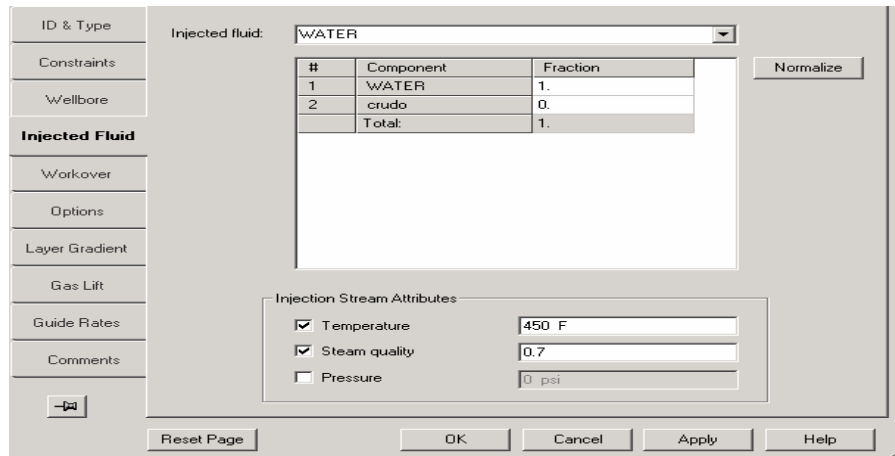 ID & Type
Constraints
Wellbore
Injected Fluid
Workover
Options
Layer Gradient
Gas Lift
Guide Rates
Comments
Injected fluid: WATER
# Component Fraction
1 WATER 1.
2 crudo 0.
Total: 1.
Normalize
Injection Stream Attributes
Temperature 450 F
Steam quality 0.7
Pressure 0 psi
Reset Page OK Cancel Apply Help